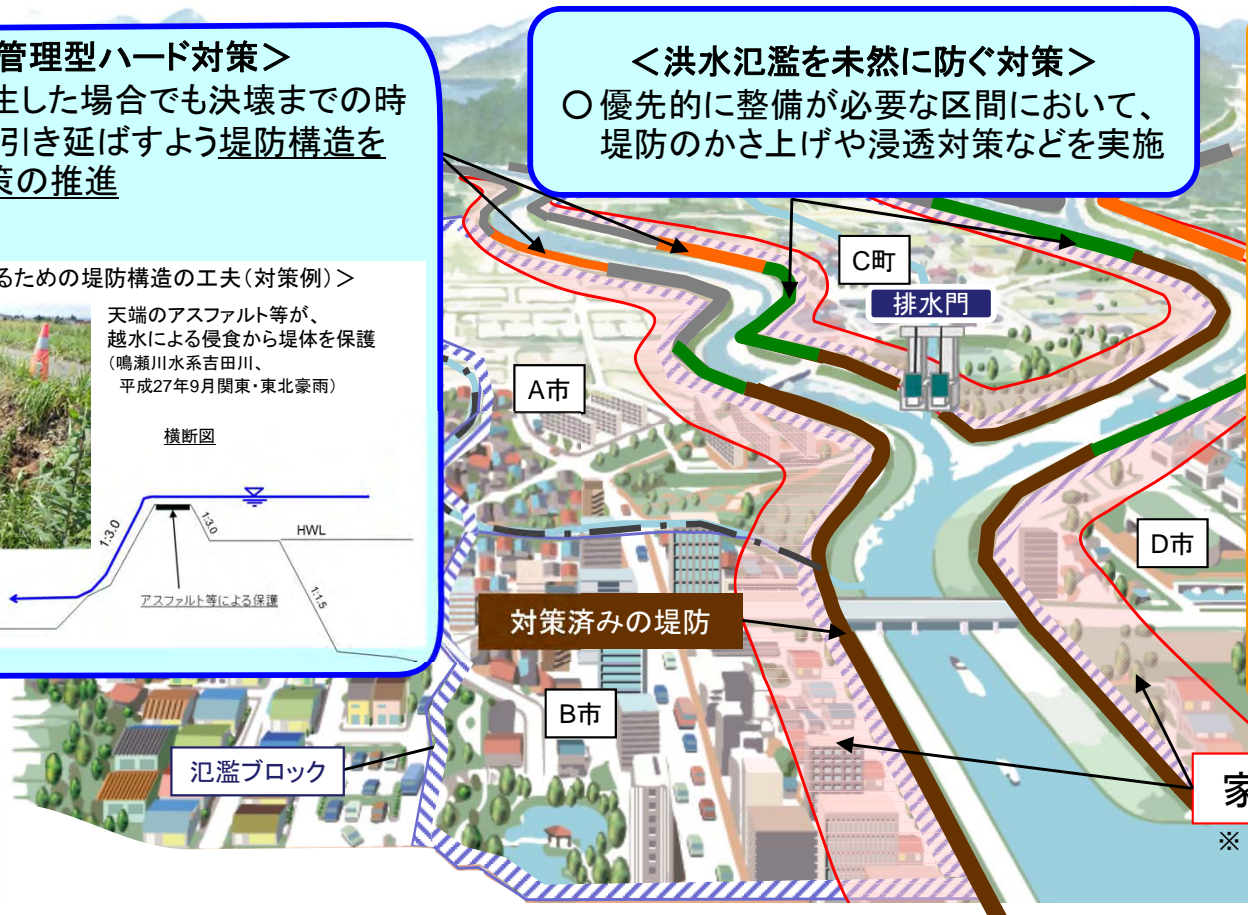 管理型ハード対策＞
生した場合でも決壊までの時
引き延ばすよう堤防構造を
策の推進
るための堤防構造の工夫（対策例）＞
天端のアスファルト等が、
越水による侵食から堤体を保護
（鳴瀬川水系吉田川、
平成27年9月関東・東北豪雨）
横断図
1:3.0
1:3.0
HWL
1:1.5
アスファルト等による保護
＜洪水氾濫を未然に防ぐ対策＞
○優先的に整備が必要な区間において、
堤防のかさ上げや浸透対策などを実施
C町
排水門
A市
D市
対策済みの堤防
B市
氾濫ブロック
家
※